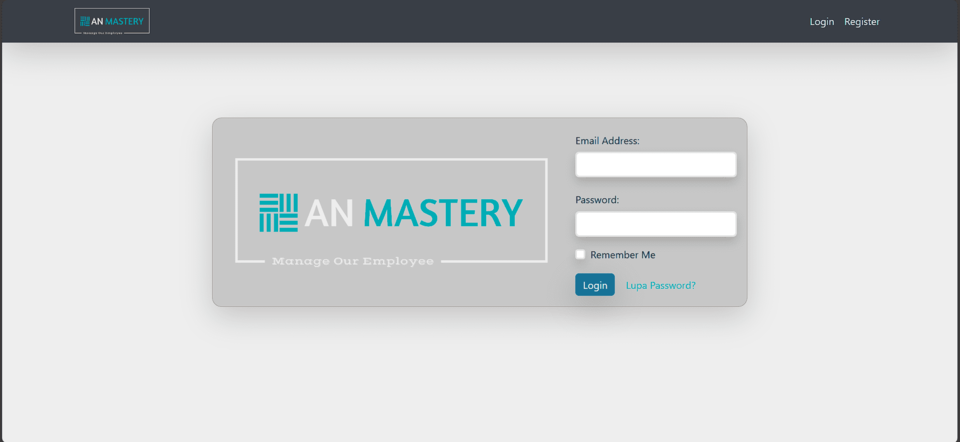 AN MASTERY
Manage Our Employee
Login Register
AN MASTERY
Manage Our Employee
Email Address:
Password:
Remember Me
Login Lupa Password?